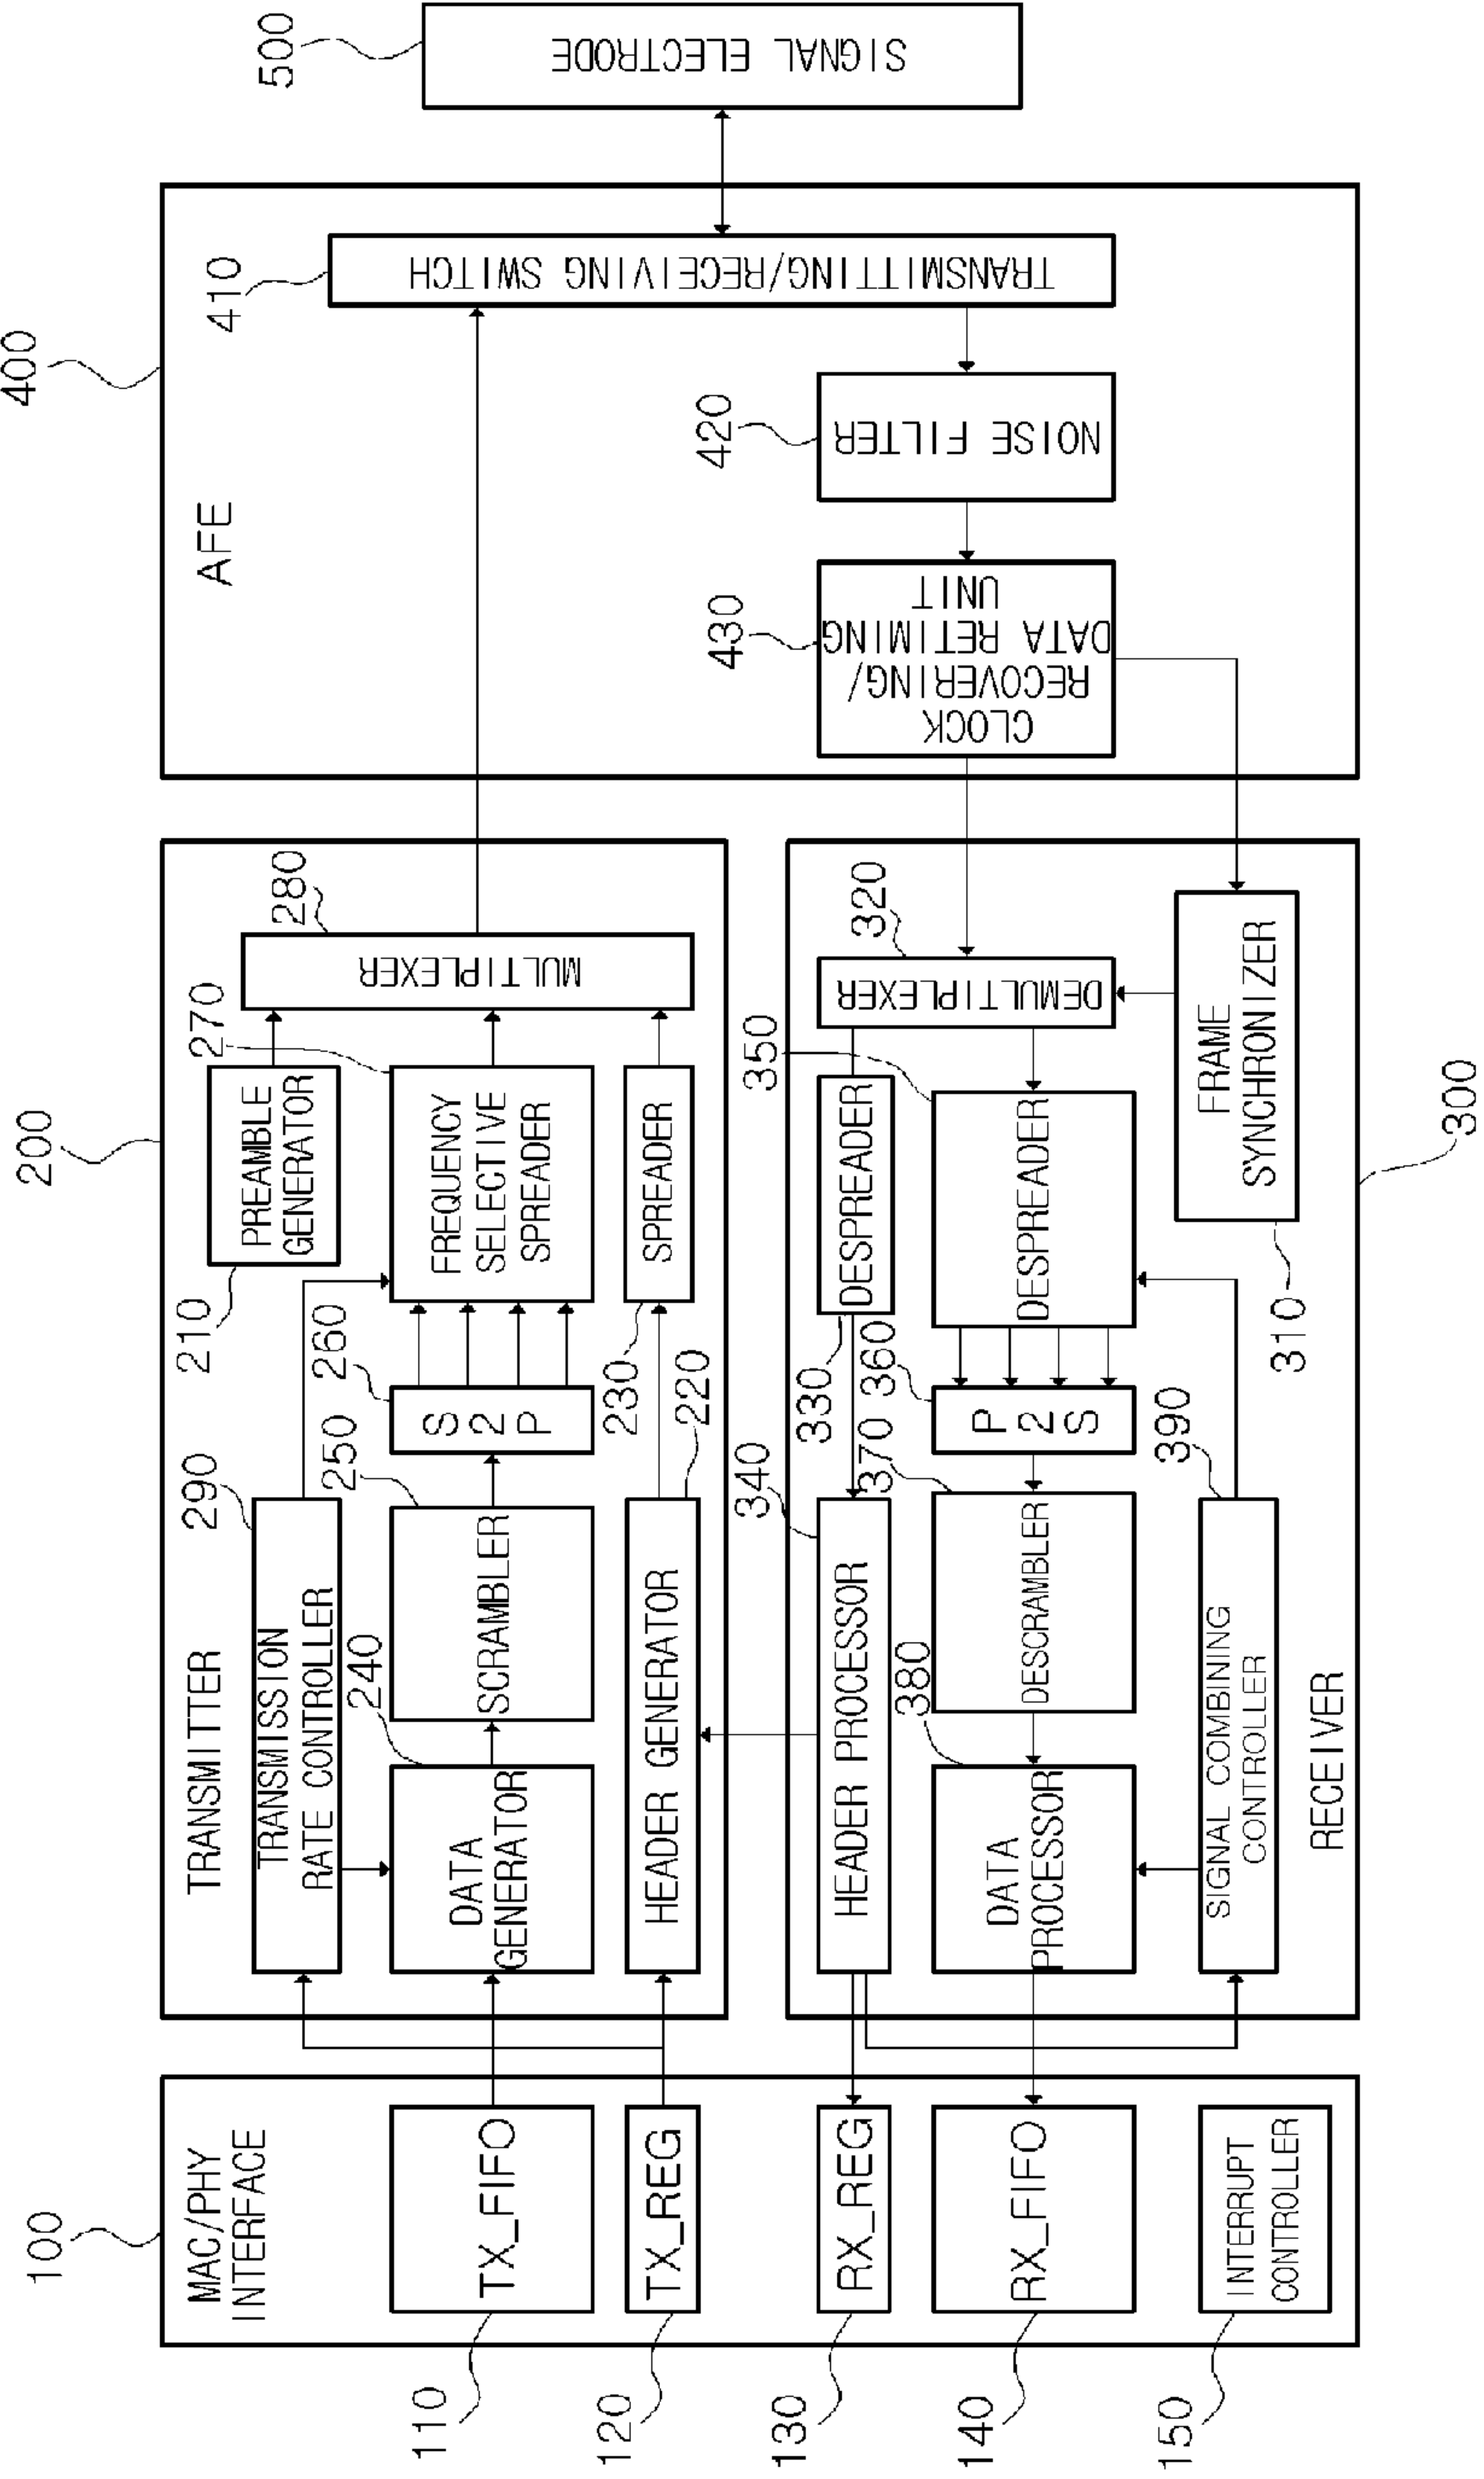 100
MAC/PHY
INTERFACE
110
TX_FIFO
120
TX_REG
130
RX_REG
140
RX_FIFO
150
INTERRUPT
CONTROLLER
200
TRANSMITTER
290
TRANSMISSION
RATE CONTROLLER
240
DATA
GENERATOR
250
SCRAMBLER
260
S
2
P
210
PREAMBLE
GENERATOR
270
FREQUENCY
SELECTIVE
SPREADER
280
MULTIPLEXER
220
HEADER GENERATOR
230
SPREADER
300
RECEIVER
340
HEADER PROCESSOR
330
DESPREADER
320
DEMULTIPLEXER
380
DATA
PROCESSOR
370
DESCRAMBLER
360
P
2
S
350
DESPREADER
390
SIGNAL COMBINING
CONTROLLER
310
FRAME
SYNCHRONIZER
400
AFE
430
CLOCK
RECOVERING/
DATA RETIMING
UNIT
420
NOISE FILTER
410
TRANSMITTING/RECEIVING SWITCH
500
SIGNAL ELECTRODE